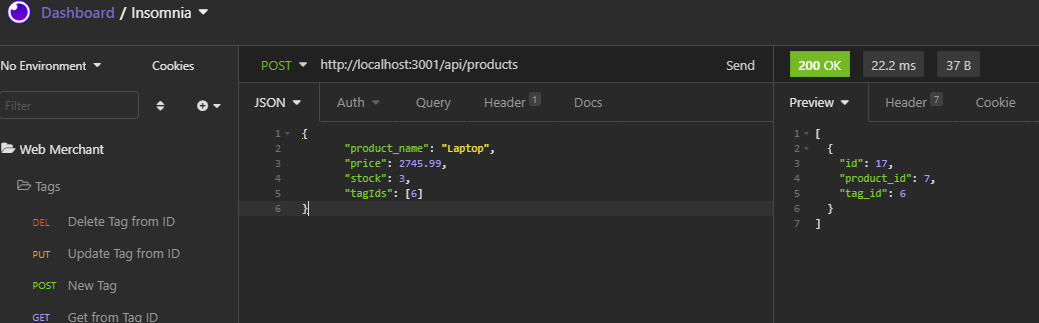 Dashboard / Insomnia
No Environment Cookies
Filter
Web Merchant
Tags
DEL Delete Tag from ID
PUT Update Tag from ID
POST New Tag
GET Get from Tag ID
POST http://localhost:3001/api/products Send
JSON Auth Query Header 1 Docs
1 {
2 "product_name": "Laptop",
3 "price": 2745.99,
4 "stock": 3,
5 "tagIds": [6]
6 }
200 OK 22.2 ms 37 B
Preview Header 7 Cookie
1 [
2 {
3 "id": 17,
4 "product_id": 7,
5 "tag_id": 6
6 }
7 ]